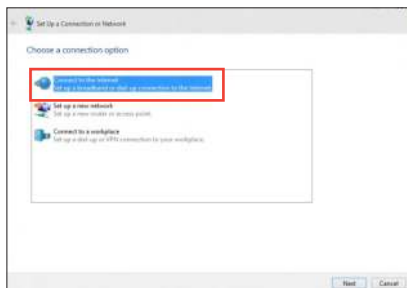 Set Up a Connection or Network
Choose a connection option
Connect to the Internet
Set up a broadband or dial-up connection to the Internet.
Set up a new network
Set up a new router or access point.
Connect to a workplace
Set up a dial-up or VPN connection to your workplace.
Next
Cancel